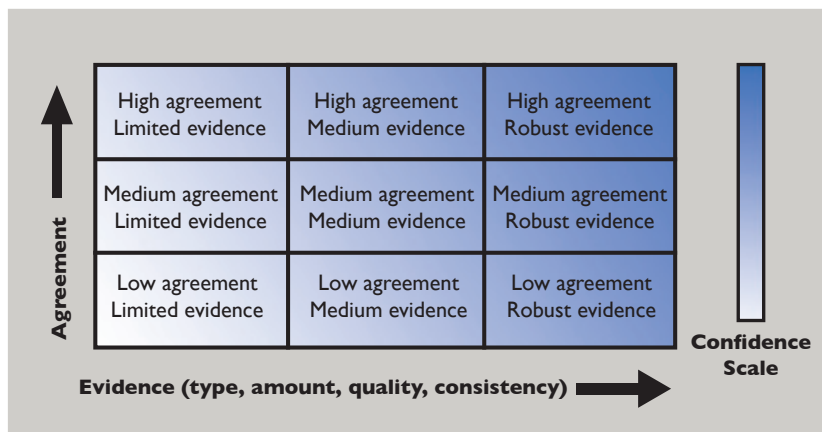 High agreement
Limited evidence
High agreement
Medium evidence
High agreement
Robust evidence
Medium agreement
Limited evidence
Medium agreement
Medium evidence
Medium agreement
Robust evidence
Low agreement
Limited evidence
Low agreement
Medium evidence
Low agreement
Robust evidence
Agreement
Evidence (type, amount, quality, consistency)
Confidence
Scale